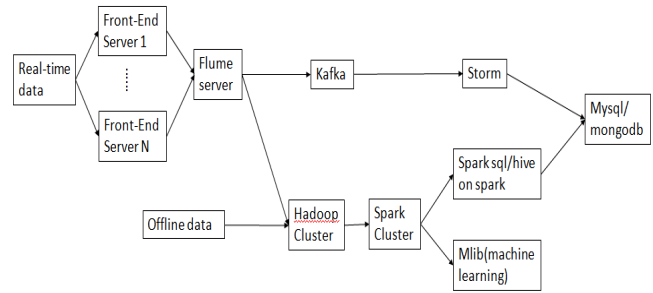 Front-End
Server 1
Real-time
data
Flume
server
Kafka
Storm
Mysql/
mongodb
Front-End
Server N
Spark sql/hive
on spark
Offline data
Hadoop
Cluster
Spark
Cluster
Mlib(machine
learning)